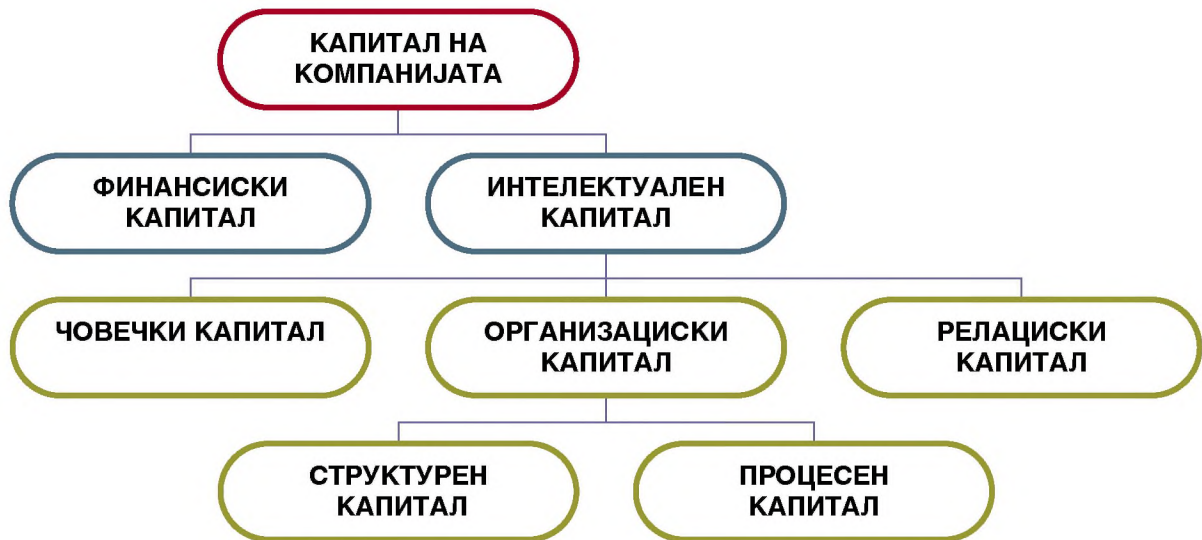 КАПИТАЛ НА
КОМПАНИЈАТА
ФИНАНСИСКИ
КАПИТАЛ
ИНТЕЛЕКТУАЛЕН
КАПИТАЛ
ЧОВЕЧКИ КАПИТАЛ
ОРГАНИЗАЦИСКИ
КАПИТАЛ
РЕЛАЦИСКИ
КАПИТАЛ
СТРУКТУРЕН
КАПИТАЛ
ПРОЦЕСЕН
КАПИТАЛ